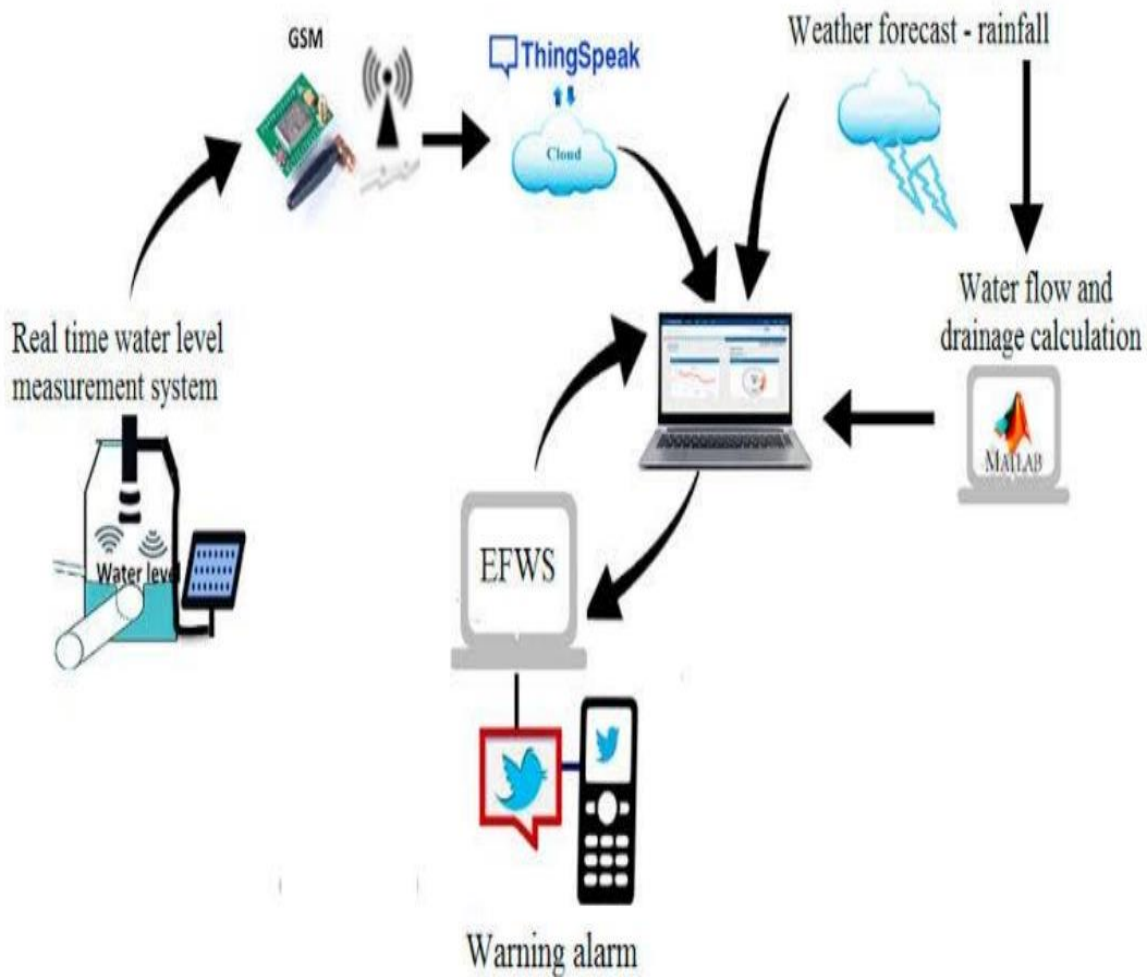 GSM
ThingSpeak
Cloud
Weather forecast - rainfall
Real time water level
measurement system
Water level
Water flow and
drainage calculation
MATLAB
EFWS
Warning alarm